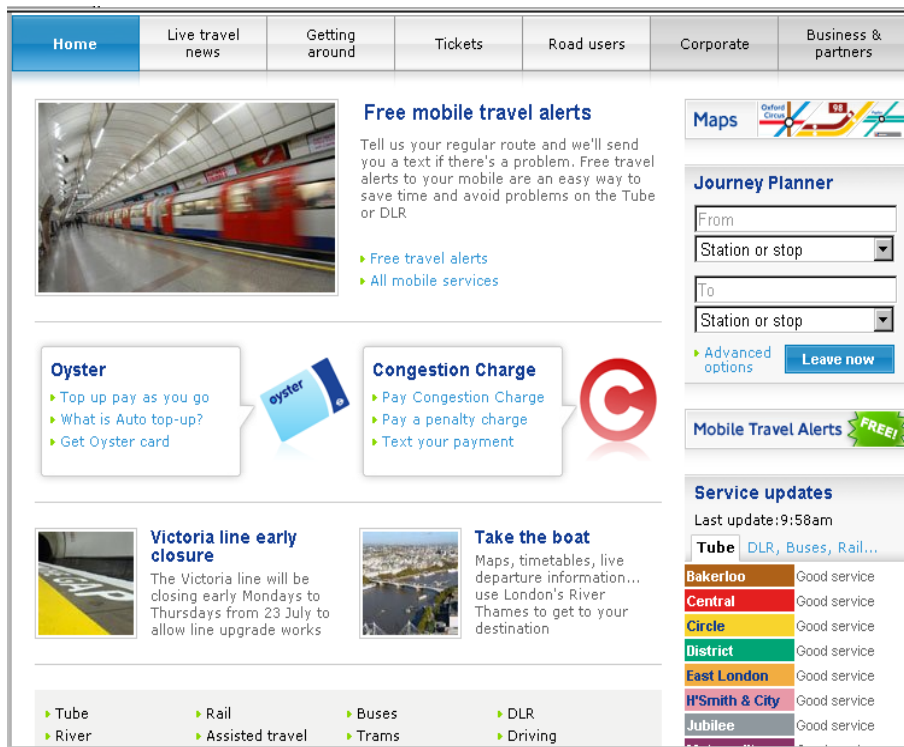 Home
Live travel news
Getting around
Tickets
Road users
Corporate
Business & partners
Free mobile travel alerts
Tell us your regular route and we'll send
you a text if there's a problem. Free travel
alerts to your mobile are an easy way to
save time and avoid problems on the Tube
or DLR
Free travel alerts
All mobile services
Oyster
Top up pay as you go
What is Auto top-up?
Get Oyster card
oyster
Congestion Charge
Pay Congestion Charge
Pay a penalty charge
Text your payment
C
Victoria line early
closure
The Victoria line will be
closing early Mondays to
Thursdays from 23 July to
allow line upgrade works
GAP
Take the boat
Maps, timetables, live
departure information...
use London's River
Thames to get to your
destination
Tube
Rail
Buses
DLR
River
Assisted travel
Trams
Driving
Maps
Oxford
Circus
98
Journey Planner
From
Station or stop
To
Station or stop
Advanced
options
Leave now
Mobile Travel Alerts
FREE!
Service updates
Last update:9:58am
Tube DLR, Buses, Rail...
Bakerloo Good service
Central Good service
Circle Good service
District Good service
East London Good service
H'Smith & City Good service
Jubilee Good service